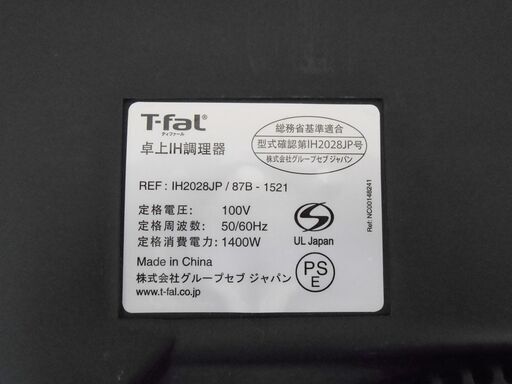 T-fal®
ティファール
卓上IH調理器
総務省基準適合
型式確認第IH2028JP号
株式会社グループセブ ジャパン
REF : IH2028JP / 87B - 1521
定格電圧: 100V
定格周波数: 50/60Hz
定格消費電力: 1400W
Made in China
株式会社グループセブ ジャパン
www.t-fal.co.jp
S
UL Japan
PS
E
Ref: NC00148241